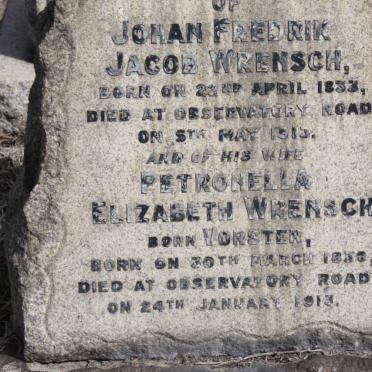 OF
JOHAN FREDRIK
JACOB WRENSCH,
BORN ON 22ND APRIL 1833,
DIED AT OBSERVATORY ROAD
ON 5TH MAY 1913.
AND OF HIS WIFE
PETRONELLA
ELIZABETH WRENSCH
BORN VORSTER,
BORN ON 30TH MARCH 1836,
DIED AT OBSERVATORY ROAD
ON 24TH JANUARY 1913.